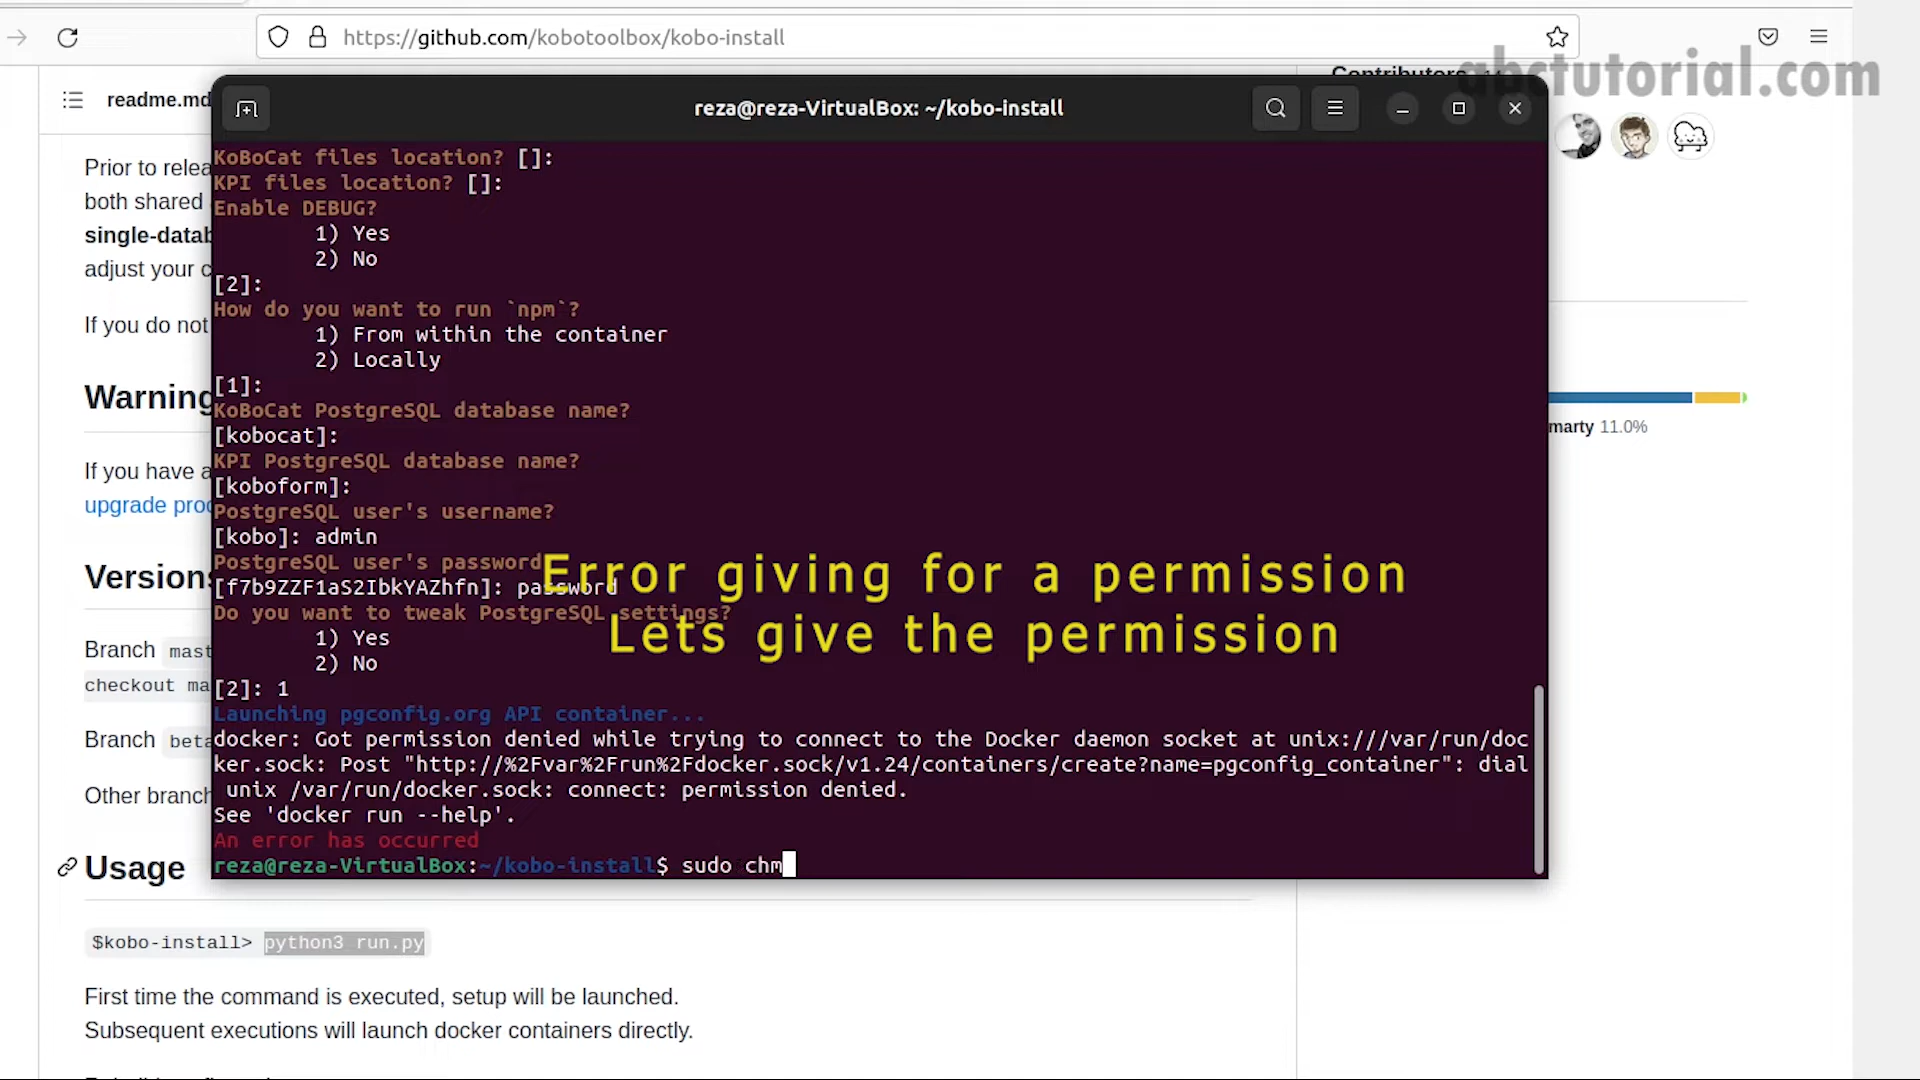 https://github.com/kobotoolbox/kobo-install
abctutorial.com
readme.md
reza@reza-VirtualBox: ~/kobo-install
Prior to relea
both shared
single-datab
adjust your c
If you do not
Warning
If you have a
upgrade proc
Versions
Branch mast
checkout ma
Branch beta
Other branch
KoBoCat files location? []:
KPI files location? []:
Enable DEBUG?
1) Yes
2) No
[2]:
How do you want to run `npm`?
1) From within the container
2) Locally
[1]:
KoBoCat PostgreSQL database name?
[kobocat]:
KPI PostgreSQL database name?
[koboform]:
PostgreSQL user's username?
[kobo]: admin
PostgreSQL user's password
[f7b9ZZF1aS2IbkYAZhfn]: password
Do you want to tweak PostgreSQL settings?
1) Yes
2) No
[2]: 1
Launching pgconfig.org API container...
docker: Got permission denied while trying to connect to the Docker daemon socket at unix:///var/run/doc
ker.sock: Post "http://%2Fvar%2Frun%2Fdocker.sock/v1.24/containers/create?name=pgconfig_container": dial
unix /var/run/docker.sock: connect: permission denied.
See 'docker run --help'.
An error has occurred
reza@reza-VirtualBox:~/kobo-install$ sudo chm
Error giving for a permission
Lets give the permission
marty 11.0%
Usage
$kobo-install> python3 run.py
First time the command is executed, setup will be launched.
Subsequent executions will launch docker containers directly.